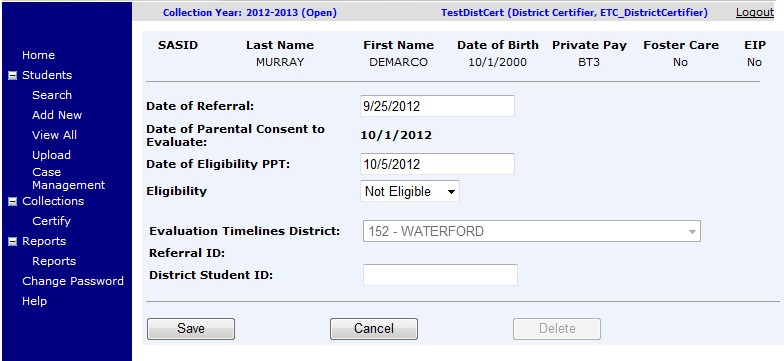 Collection Year: 2012-2013 (Open) TestDistCert (District Certifier, ETC_DistrictCertifier) Logout
Home
Students
Search
Add New
View All
Upload
Case
Management
Collections
Certify
Reports
Reports
Change Password
Help
SASID Last Name First Name Date of Birth Private Pay Foster Care EIP
MURRAY DEMARCO 10/1/2000 BT3 No No
Date of Referral: 9/25/2012
Date of Parental Consent to
Evaluate: 10/1/2012
Date of Eligibility PPT: 10/5/2012
Eligibility Not Eligible
Evaluation Timelines District: 152 - WATERFORD
Referral ID:
District Student ID:
Save Cancel Delete